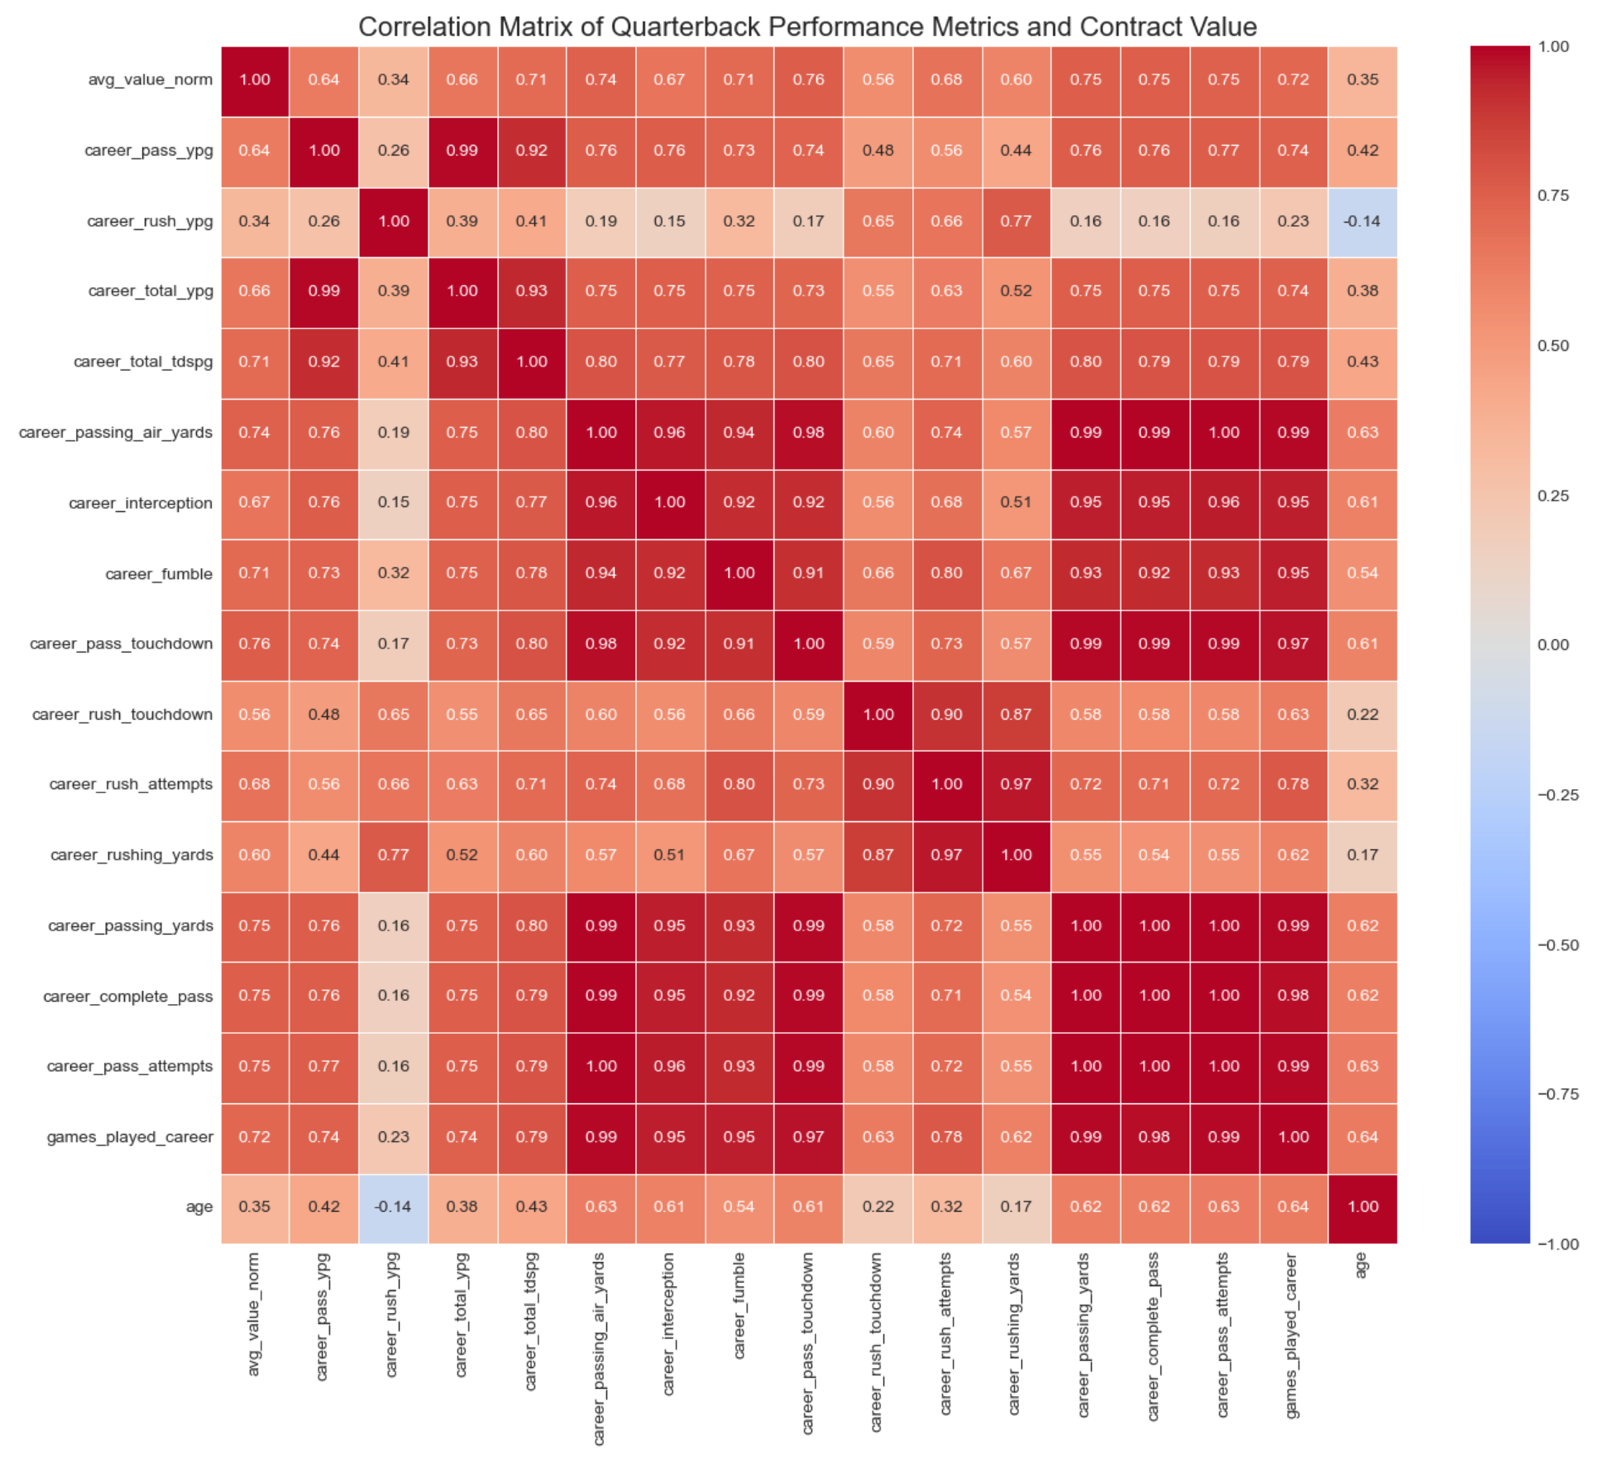 Correlation Matrix of Quarterback Performance Metrics and Contract Value
avg_value_norm 1.00 0.64 0.34 0.66 0.71 0.74 0.67 0.71 0.76 0.56 0.68 0.60 0.75 0.75 0.75 0.72 0.35
career_pass_ypg 0.64 1.00 0.26 0.99 0.92 0.76 0.76 0.73 0.74 0.48 0.56 0.44 0.76 0.76 0.77 0.74 0.42
career_rush_ypg 0.34 0.26 1.00 0.39 0.41 0.19 0.15 0.32 0.17 0.65 0.66 0.77 0.16 0.16 0.16 0.23 -0.14
career_total_ypg 0.66 0.99 0.39 1.00 0.93 0.75 0.75 0.75 0.73 0.55 0.63 0.52 0.75 0.75 0.75 0.74 0.38
career_total_tdspg 0.71 0.92 0.41 0.93 1.00 0.80 0.77 0.78 0.80 0.65 0.71 0.60 0.80 0.79 0.79 0.79 0.43
career_passing_air_yards 0.74 0.76 0.19 0.75 0.80 1.00 0.96 0.94 0.98 0.60 0.74 0.57 0.99 0.99 1.00 0.99 0.63
career_interception 0.67 0.76 0.15 0.75 0.77 0.96 1.00 0.92 0.92 0.56 0.68 0.51 0.95 0.95 0.96 0.95 0.61
career_fumble 0.71 0.73 0.32 0.75 0.78 0.94 0.92 1.00 0.91 0.66 0.80 0.67 0.93 0.92 0.93 0.95 0.54
career_pass_touchdown 0.76 0.74 0.17 0.73 0.80 0.98 0.92 0.91 1.00 0.59 0.73 0.57 0.99 0.99 0.99 0.97 0.61
career_rush_touchdown 0.56 0.48 0.65 0.55 0.65 0.60 0.56 0.66 0.59 1.00 0.90 0.87 0.58 0.58 0.58 0.63 0.22
career_rush_attempts 0.68 0.56 0.66 0.63 0.71 0.74 0.68 0.80 0.73 0.90 1.00 0.97 0.72 0.71 0.72 0.78 0.32
career_rushing_yards 0.60 0.44 0.77 0.52 0.60 0.57 0.51 0.67 0.57 0.87 0.97 1.00 0.55 0.54 0.55 0.62 0.17
career_passing_yards 0.75 0.76 0.16 0.75 0.80 0.99 0.95 0.93 0.99 0.58 0.72 0.55 1.00 1.00 1.00 0.99 0.62
career_complete_pass 0.75 0.76 0.16 0.75 0.79 0.99 0.95 0.92 0.99 0.58 0.71 0.54 1.00 1.00 1.00 0.98 0.62
career_pass_attempts 0.75 0.77 0.16 0.75 0.79 1.00 0.96 0.93 0.99 0.58 0.72 0.55 1.00 1.00 1.00 0.99 0.63
games_played_career 0.72 0.74 0.23 0.74 0.79 0.99 0.95 0.95 0.97 0.63 0.78 0.62 0.99 0.98 0.99 1.00 0.64
age 0.35 0.42 -0.14 0.38 0.43 0.63 0.61 0.54 0.61 0.22 0.32 0.17 0.62 0.62 0.63 0.64 1.00
avg_value_norm
career_pass_ypg
career_rush_ypg
career_total_ypg
career_total_tdspg
career_passing_air_yards
career_interception
career_fumble
career_pass_touchdown
career_rush_touchdown
career_rush_attempts
career_rushing_yards
career_passing_yards
career_complete_pass
career_pass_attempts
games_played_career
age
1.00
0.75
0.50
0.25
0.00
−0.25
−0.50
−0.75
−1.00